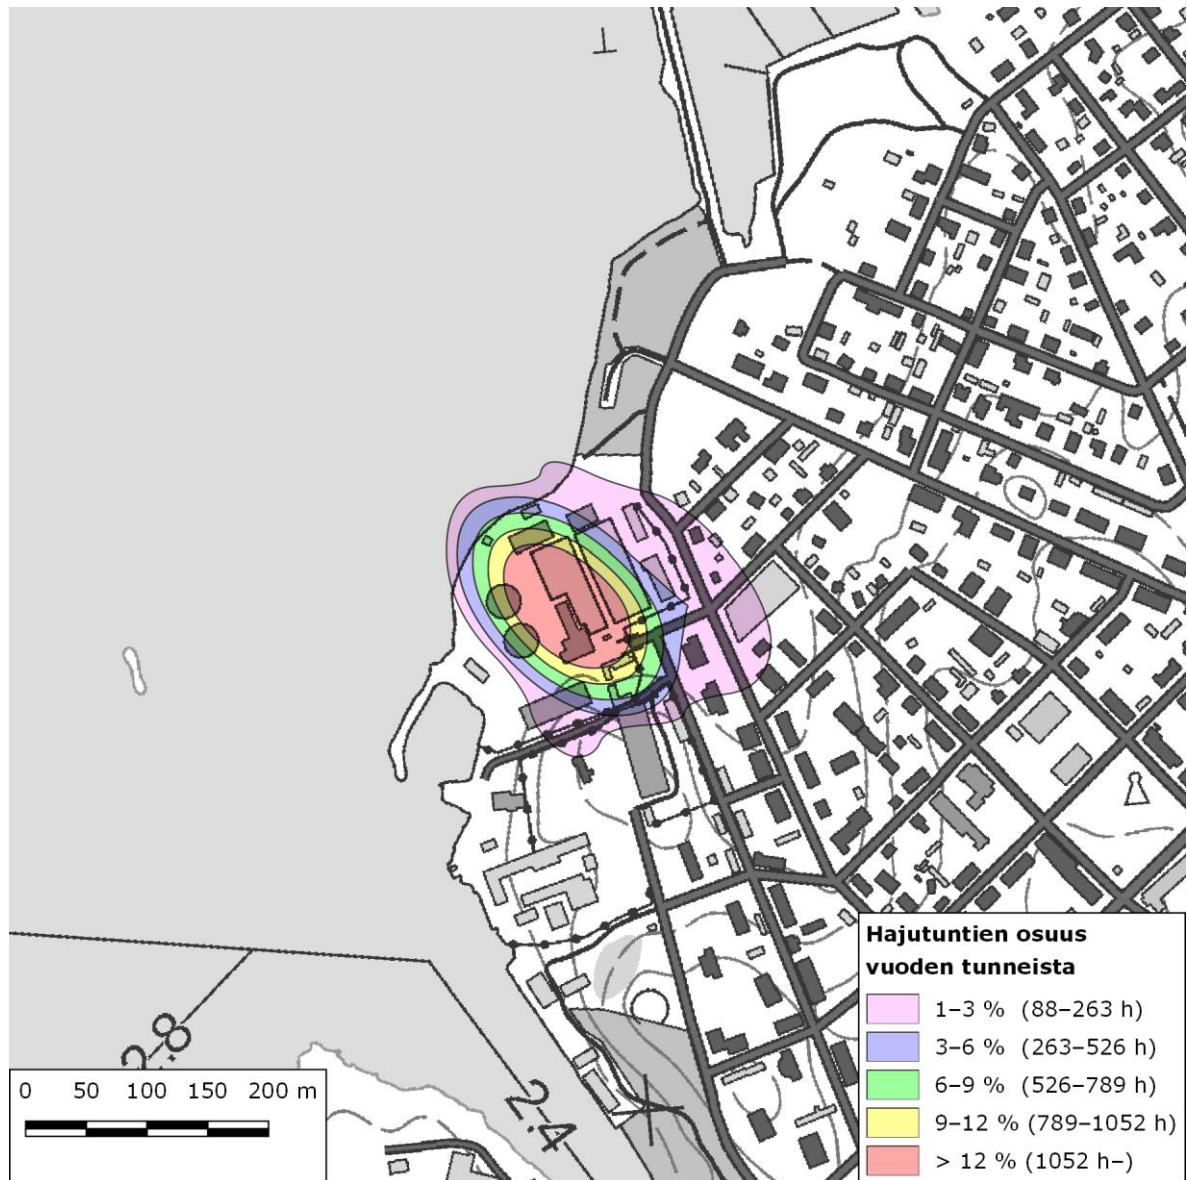 Hajutuntien osuus
vuoden tunneista
1–3 % (88–263 h)
3–6 % (263–526 h)
6–9 % (526–789 h)
9–12 % (789–1052 h)
> 12 % (1052 h–)
0 50 100 150 200 m
2.4